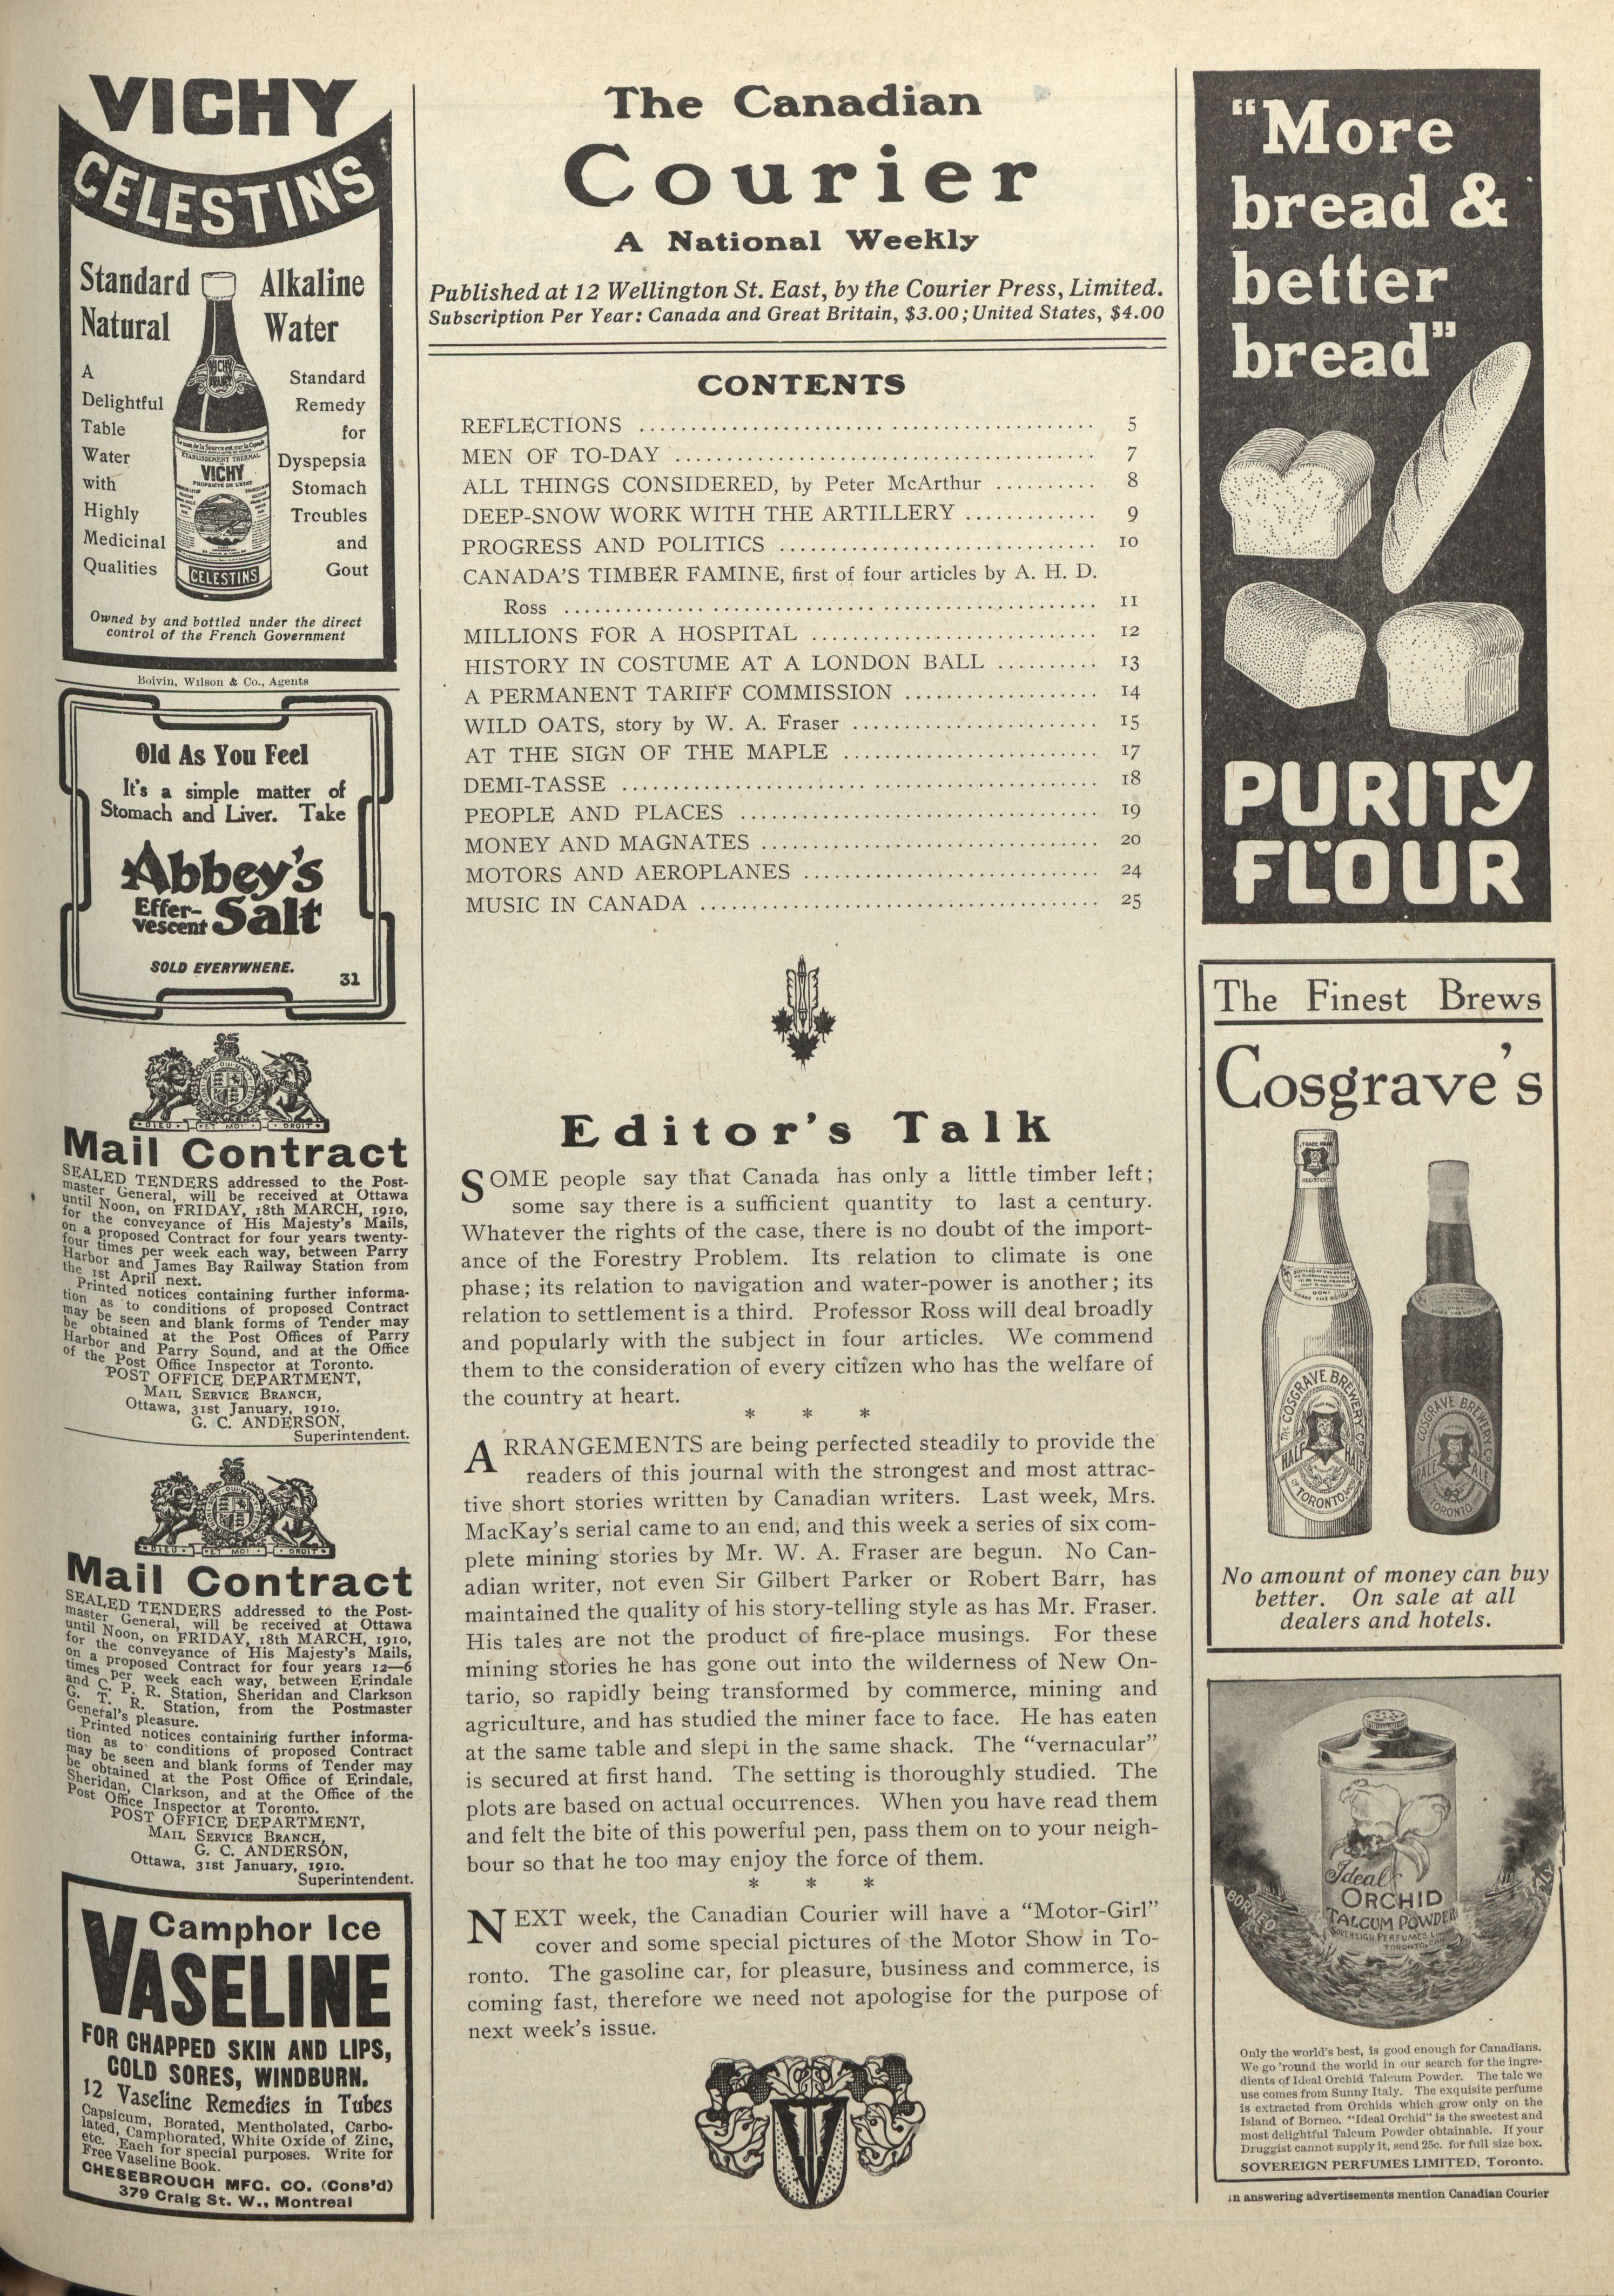 VICHY
CELESTINS
Standard Alkaline
Natural Water
A
Delightful
Table
Water
with
Highly
Medicinal
Qualities
Standard
Remedy
for
Dyspepsia
Stomach
Troubles
and
Gout
VICHY
CELESTINS
Owned by and bottled under the direct
control of the French Government
Boivin, Wilson & Co., Agents
Old As You Feel
It's a simple matter of
Stomach and Liver. Take
Abbey's
Effer-
vescent Salt
SOLD EVERYWHERE.
31
DIEU ET MOI DROIT
Mail Contract
SEALED TENDERS addressed to the Post-
master General, will be received at Ottawa
until Noon, on FRIDAY, 18th MARCH, 1910,
for the conveyance of His Majesty's Mails,
on a proposed Contract for four years twenty-
four times per week each way, between Parry
Harbor and James Bay Railway Station from
the 1st April next.
Printed notices containing further informa-
tion as to conditions of proposed Contract
may be seen and blank forms of Tender may
be obtained at the Post Offices of Parry
Harbor and Parry Sound, and at the Office
of the Post Office Inspector at Toronto.
POST OFFICE DEPARTMENT,
MAIL SERVICE BRANCH,
Ottawa, 31st January, 1910.
G. C. ANDERSON,
Superintendent.
DIEU ET MOI DROIT
Mail Contract
SEALED TENDERS addressed to the Post-
master General, will be received at Ottawa
until Noon, on FRIDAY, 18th MARCH, 1910,
for the conveyance of His Majesty's Mails,
on a proposed Contract for four years 12—6
times per week each way, between Erindale
and C. P. R. Station, Sheridan and Clarkson
G. T. R. Station, from the Postmaster
General's pleasure.
Printed notices containing further informa-
tion as to conditions of proposed Contract
may be seen and blank forms of Tender may
be obtained at the Post Office of Erindale,
Sheridan, Clarkson, and at the Office of the
Post Office Inspector at Toronto.
POST OFFICE DEPARTMENT,
MAIL SERVICE BRANCH,
G. C. ANDERSON,
Ottawa, 31st January, 1910.
Superintendent.
Camphor Ice
VASELINE
FOR CHAPPED SKIN AND LIPS,
COLD SORES, WINDBURN.
12 Vaseline Remedies in Tubes
Capsicum, Borated, Mentholated, Carbo-
lated, Camphorated, White Oxide of Zinc,
etc. Each for special purposes. Write for
Free Vaseline Book.
CHESEBROUGH MFG. CO. (Cons'd)
379 Craig St. W., Montreal
The Canadian
Courier
A National Weekly
Published at 12 Wellington St. East, by the Courier Press, Limited.
Subscription Per Year: Canada and Great Britain, $3.00; United States, $4.00
CONTENTS
REFLECTIONS ........ 5
MEN OF TO-DAY ........ 7
ALL THINGS CONSIDERED, by Peter McArthur ........ 8
DEEP-SNOW WORK WITH THE ARTILLERY ........ 9
PROGRESS AND POLITICS ........ 10
CANADA'S TIMBER FAMINE, first of four articles by A. H. D.
Ross ........ 11
MILLIONS FOR A HOSPITAL ........ 12
HISTORY IN COSTUME AT A LONDON BALL ........ 13
A PERMANENT TARIFF COMMISSION ........ 14
WILD OATS, story by W. A. Fraser ........ 15
AT THE SIGN OF THE MAPLE ........ 17
DEMI-TASSE ........ 18
PEOPLE AND PLACES ........ 19
MONEY AND MAGNATES ........ 20
MOTORS AND AEROPLANES ........ 24
MUSIC IN CANADA ........ 25
Editor's Talk
SOME people say that Canada has only a little timber left;
some say there is a sufficient quantity to last a century.
Whatever the rights of the case, there is no doubt of the import-
ance of the Forestry Problem. Its relation to climate is one
phase; its relation to navigation and water-power is another; its
relation to settlement is a third. Professor Ross will deal broadly
and popularly with the subject in four articles. We commend
them to the consideration of every citizen who has the welfare of
the country at heart.
* * *
ARRANGEMENTS are being perfected steadily to provide the
readers of this journal with the strongest and most attrac-
tive short stories written by Canadian writers. Last week, Mrs.
MacKay's serial came to an end, and this week a series of six com-
plete mining stories by Mr. W. A. Fraser are begun. No Can-
adian writer, not even Sir Gilbert Parker or Robert Barr, has
maintained the quality of his story-telling style as has Mr. Fraser.
His tales are not the product of fire-place musings. For these
mining stories he has gone out into the wilderness of New On-
tario, so rapidly being transformed by commerce, mining and
agriculture, and has studied the miner face to face. He has eaten
at the same table and slept in the same shack. The "vernacular"
is secured at first hand. The setting is thoroughly studied. The
plots are based on actual occurrences. When you have read them
and felt the bite of this powerful pen, pass them on to your neigh-
bour so that he too may enjoy the force of them.
* * *
NEXT week, the Canadian Courier will have a "Motor-Girl"
cover and some special pictures of the Motor Show in To-
ronto. The gasoline car, for pleasure, business and commerce, is
coming fast, therefore we need not apologise for the purpose of
next week's issue.
"More
bread &
better
bread"
PURITY
FLOUR
The Finest Brews
Cosgrave's
THE COSGRAVE BREWERY CO.
HALF HALF
OF TORONTO
COSGRAVE BREWERY CO
PALE ALE
TORONTO
No amount of money can buy
better. On sale at all
dealers and hotels.
BORNEO
ITALY
Ideal
ORCHID
TALCUM POWDER
SOVEREIGN PERFUMES
TORONTO
Only the world's best, is good enough for Canadians.
We go 'round the world in our search for the ingre-
dients of Ideal Orchid Talcum Powder. The talc we
use comes from Sunny Italy. The exquisite perfume
is extracted from Orchids which grow only on the
Island of Borneo. "Ideal Orchid" is the sweetest and
most delightful Talcum Powder obtainable. If your
Druggist cannot supply it, send 25c. for full size box.
SOVEREIGN PERFUMES LIMITED, Toronto.
In answering advertisements mention Canadian Courier